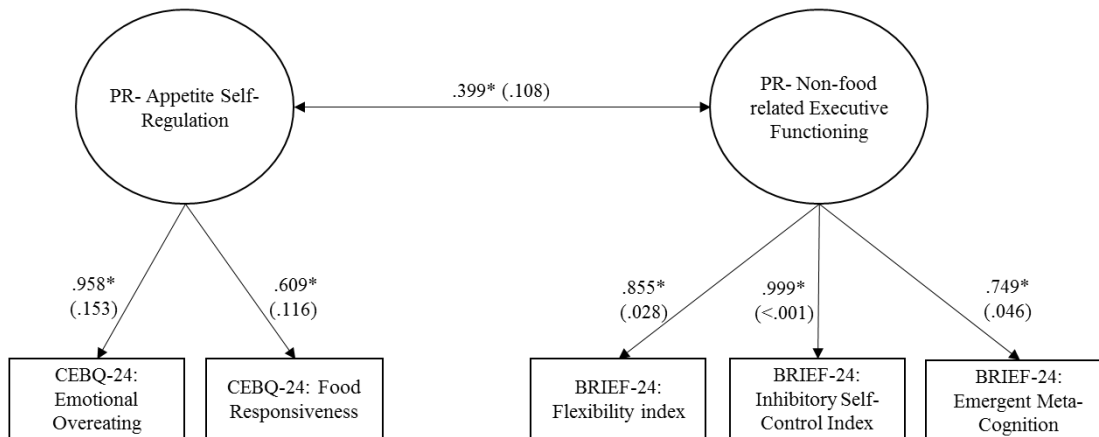 PR- Appetite Self-
Regulation
.399* (.108)
PR- Non-food
related Executive
Functioning
.958*
(.153)
.609*
(.116)
.855*
(.028)
.999*
(<.001)
.749*
(.046)
CEBQ-24:
Emotional
Overeating
CEBQ-24: Food
Responsiveness
BRIEF-24:
Flexibility index
BRIEF-24:
Inhibitory Self-
Control Index
BRIEF-24:
Emergent Meta-
Cognition